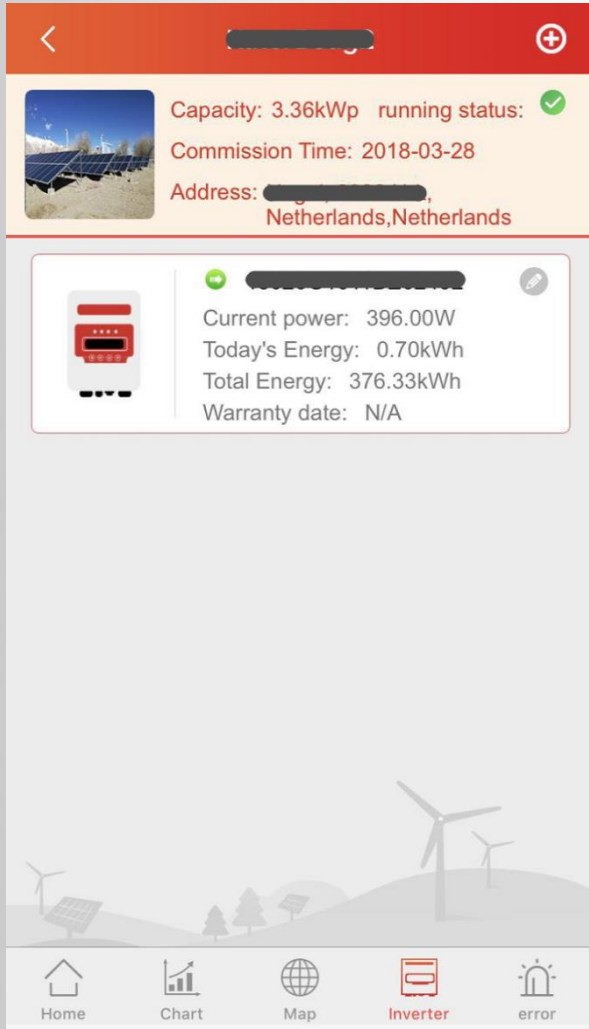 Capacity: 3.36kWp running status:
Commission Time: 2018-03-28
Address:
Netherlands,Netherlands
Current power: 396.00W
Today's Energy: 0.70kWh
Total Energy: 376.33kWh
Warranty date: N/A
Home Chart Map Inverter error